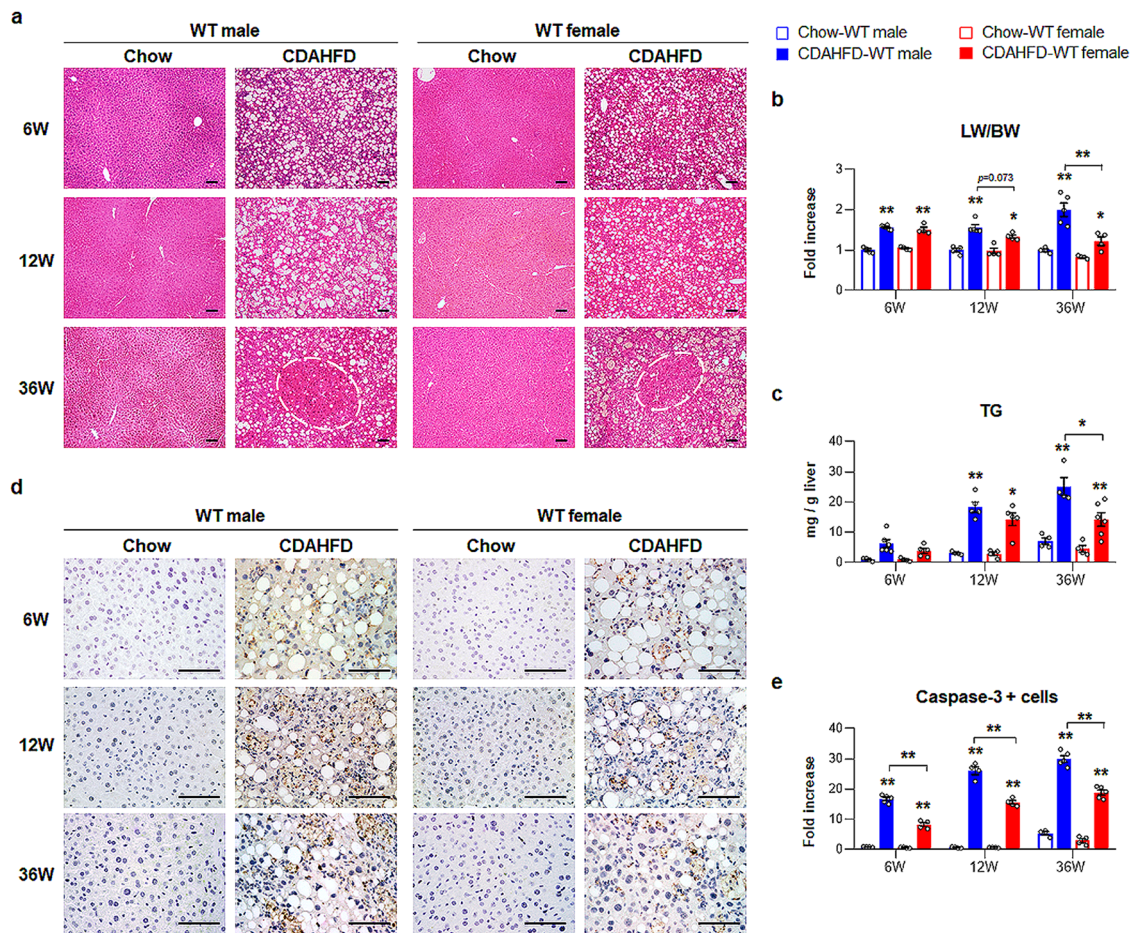 a
WT male
WT female
Chow
CDAHFD
Chow
CDAHFD
6W
12W
36W
Chow-WT male
Chow-WT female
CDAHFD-WT male
CDAHFD-WT female
b
LW/BW
Fold increase
3
2
1
0
**
**
**
p=0.073
*
**
**
*
6W
12W
36W
c
TG
mg / g liver
40
30
20
10
0
**
*
**
*
**
6W
12W
36W
d
WT male
WT female
Chow
CDAHFD
Chow
CDAHFD
6W
12W
36W
e
Caspase-3 + cells
Fold increase
40
30
20
10
0
**
**
**
**
**
**
**
**
**
6W
12W
36W